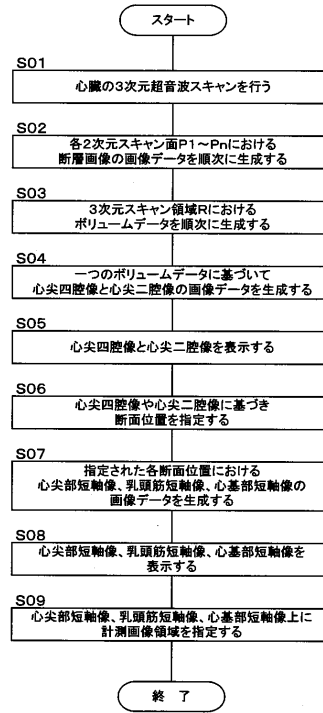 スタート
S01
心臓の3次元超音波スキャンを行う
S02
各2次元スキャン面P1～Pnにおける
断層画像の画像データを順次に生成する
S03
3次元スキャン領域Rにおける
ボリュームデータを順次に生成する
S04
一つのボリュームデータに基づいて
心尖四腔像と心尖二腔像の画像データを生成する
S05
心尖四腔像と心尖二腔像を表示する
S06
心尖四腔像や心尖二腔像に基づき
断面位置を指定する
S07
指定された各断面位置における
心尖部短軸像、乳頭筋短軸像、心基部短軸像の
画像データを生成する
S08
心尖部短軸像、乳頭筋短軸像、心基部短軸像を
表示する
S09
心尖部短軸像、乳頭筋短軸像、心基部短軸像上に
計測画像領域を指定する
終 了